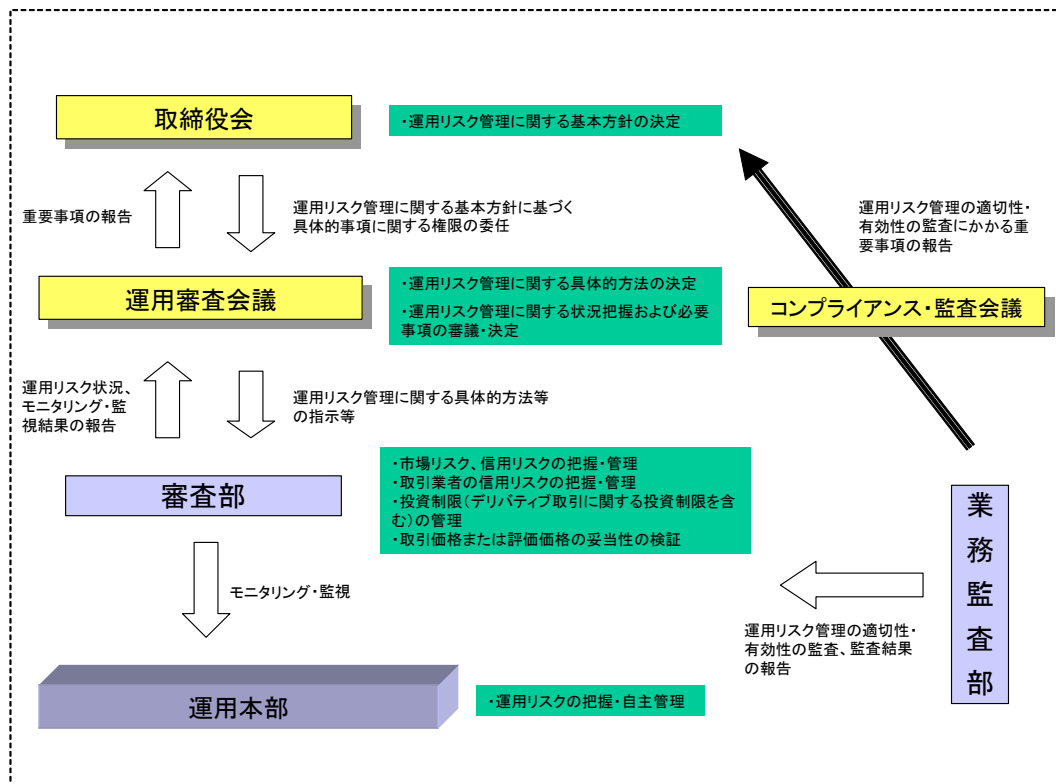 取締役会
・運用リスク管理に関する基本方針の決定
重要事項の報告
運用リスク管理に関する基本方針に基づく
具体的事項に関する権限の委任
運用リスク管理の適切性・
有効性の監査にかかる重
要事項の報告
運用審査会議
・運用リスク管理に関する具体的方法の決定
・運用リスク管理に関する状況把握および必要
事項の審議・決定
コンプライアンス・監査会議
運用リスク状況、
モニタリング・監
視結果の報告
運用リスク管理に関する具体的方法等
の指示等
審査部
・市場リスク、信用リスクの把握・管理
・取引業者の信用リスクの把握・管理
・投資制限(デリバティブ取引に関する投資制限を含
む)の管理
・取引価格または評価価格の妥当性の検証
業務監査部
モニタリング・監視
運用リスク管理の適切性・
有効性の監査、監査結果
の報告
運用本部
・運用リスクの把握・自主管理